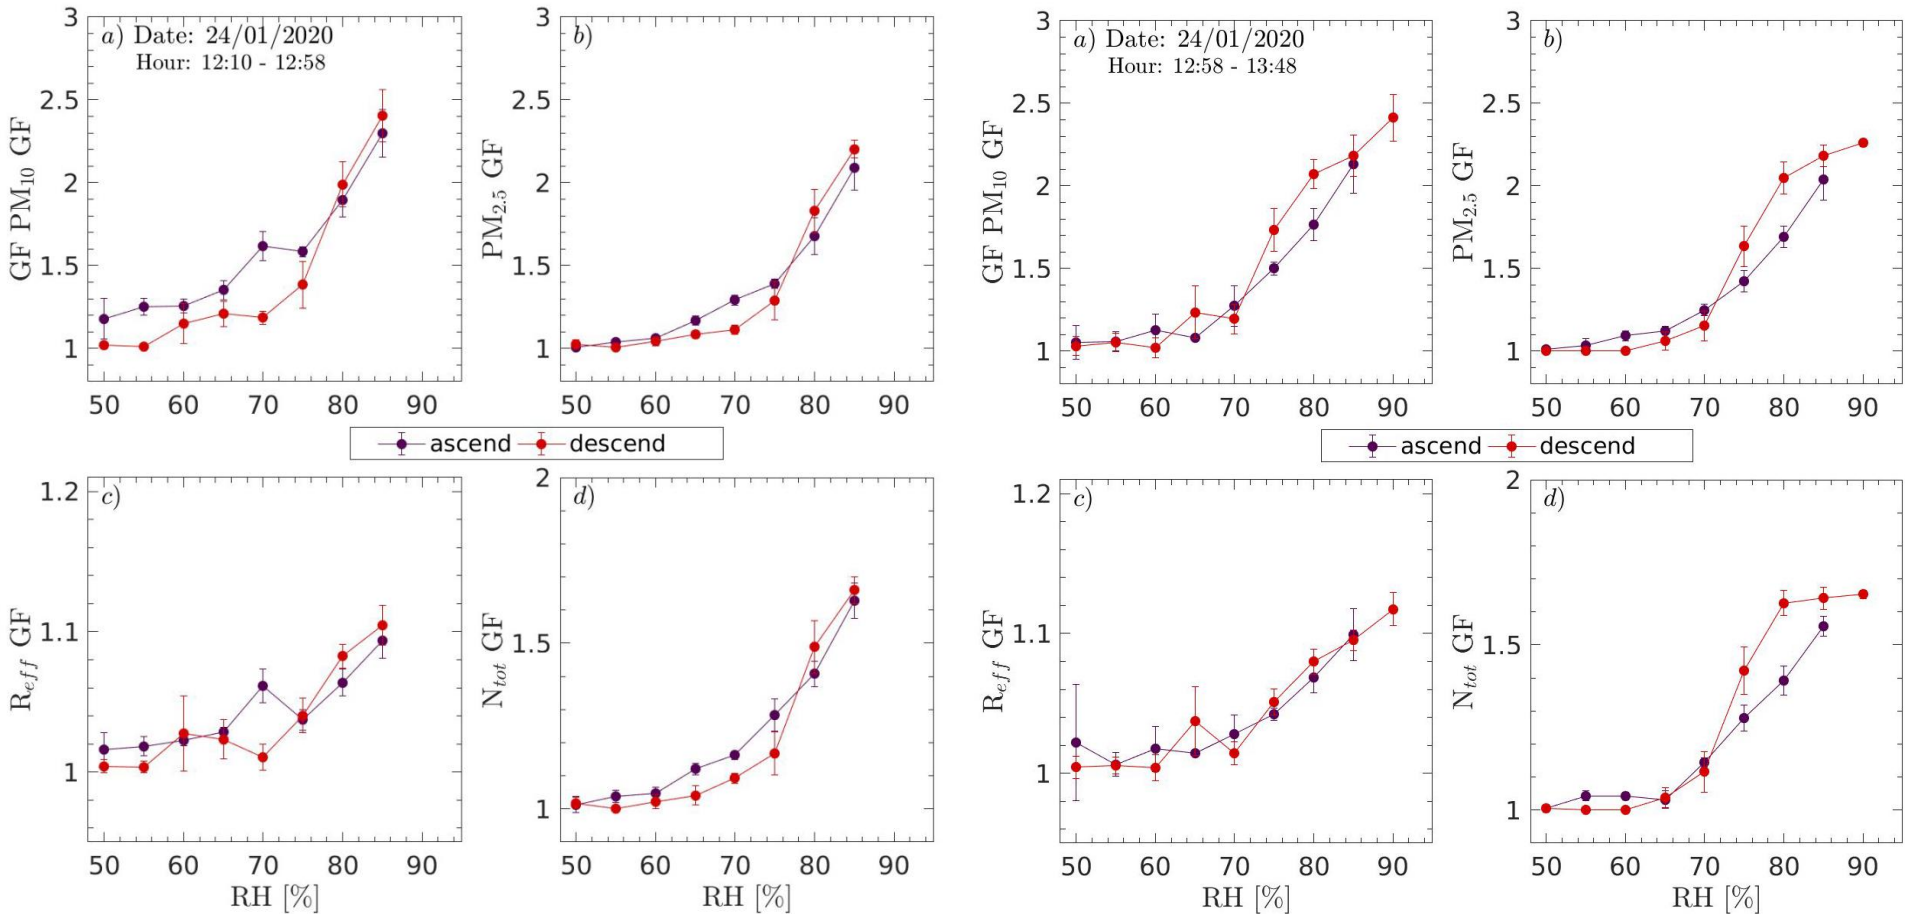 a) Date: 24/01/2020
Hour: 12:10 - 12:58
GF PM10 GF
3
2.5
2
1.5
1
50 60 70 80 90
b)
PM2.5 GF
3
2.5
2
1.5
1
50 60 70 80 90
ascend descend
c)
Reff GF
1.2
1.1
1
50 60 70 80 90
RH [%]
d)
Ntot GF
2
1.5
1
50 60 70 80 90
RH [%]
a) Date: 24/01/2020
Hour: 12:58 - 13:48
GF PM10 GF
3
2.5
2
1.5
1
50 60 70 80 90
b)
PM2.5 GF
3
2.5
2
1.5
1
50 60 70 80 90
ascend descend
c)
Reff GF
1.2
1.1
1
50 60 70 80 90
RH [%]
d)
Ntot GF
2
1.5
1
50 60 70 80 90
RH [%]